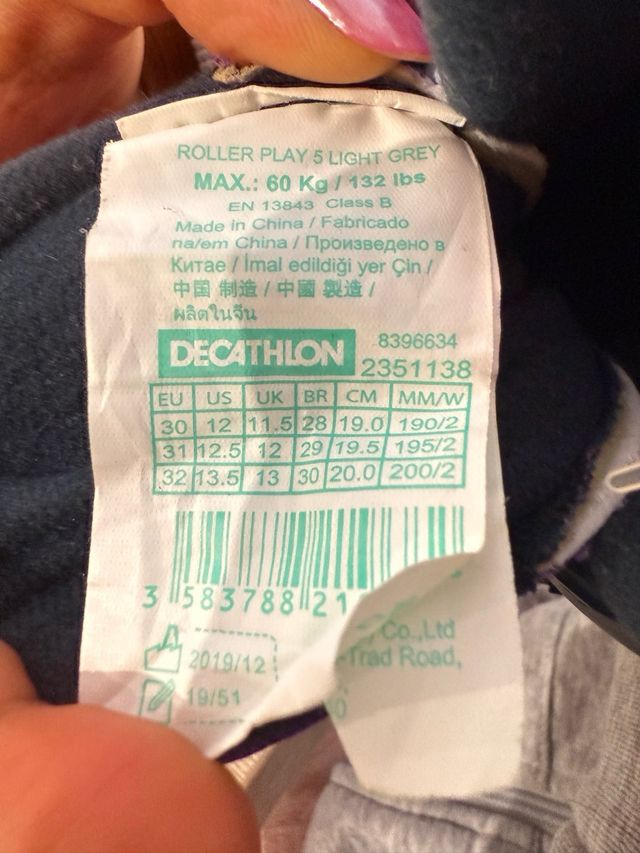 ROLLER PLAY 5 LIGHT GREY
MAX.: 60 Kg / 132 lbs
EN 13843 Class B
Made in China / Fabricado
na/em China / Произведено в
Китае / İmal edildiği yer Çin /
中国 制造 / 中國 製造 /
ผลิตในจีน
DECATHLON 8396634
2351138
EU US UK BR CM MM/W
30 12 11.5 28 19.0 190/2
31 12.5 12 29 19.5 195/2
32 13.5 13 30 20.0 200/2
3 583788 21
Co.,Ltd
2019/12 -Trad Road,
19/51